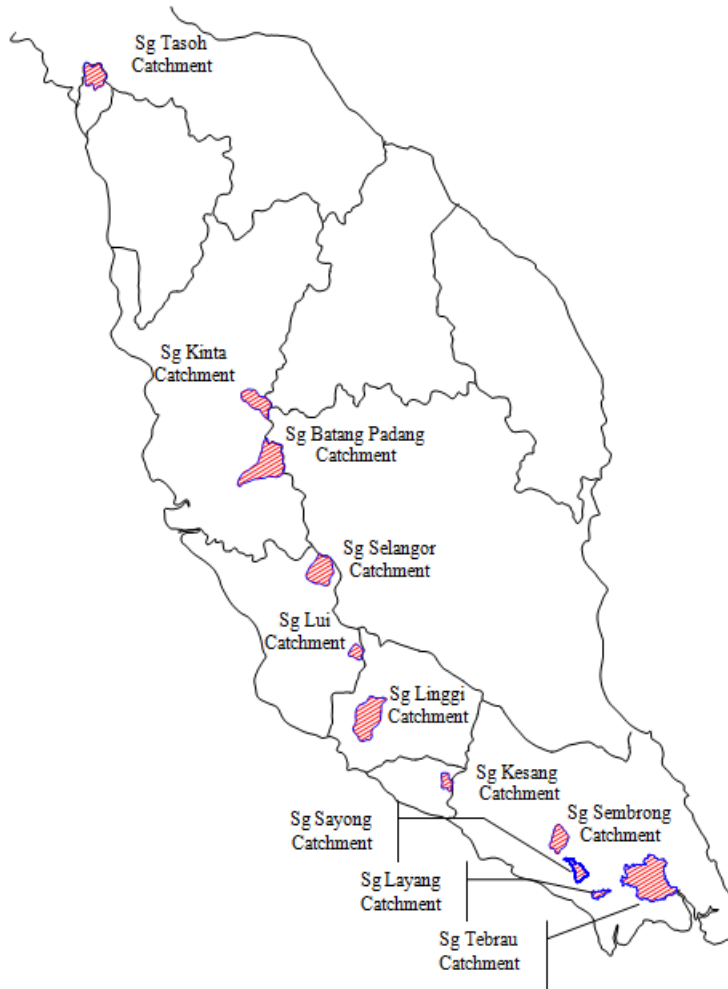 Sg Tasoh
Catchment
Sg Kinta
Catchment
Sg Batang Padang
Catchment
Sg Selangor
Catchment
Sg Lui
Catchment
Sg Linggi
Catchment
Sg Kesang
Catchment
Sg Sembrong
Catchment
Sg Sayong
Catchment
Sg Layang
Catchment
Sg Tebrau
Catchment